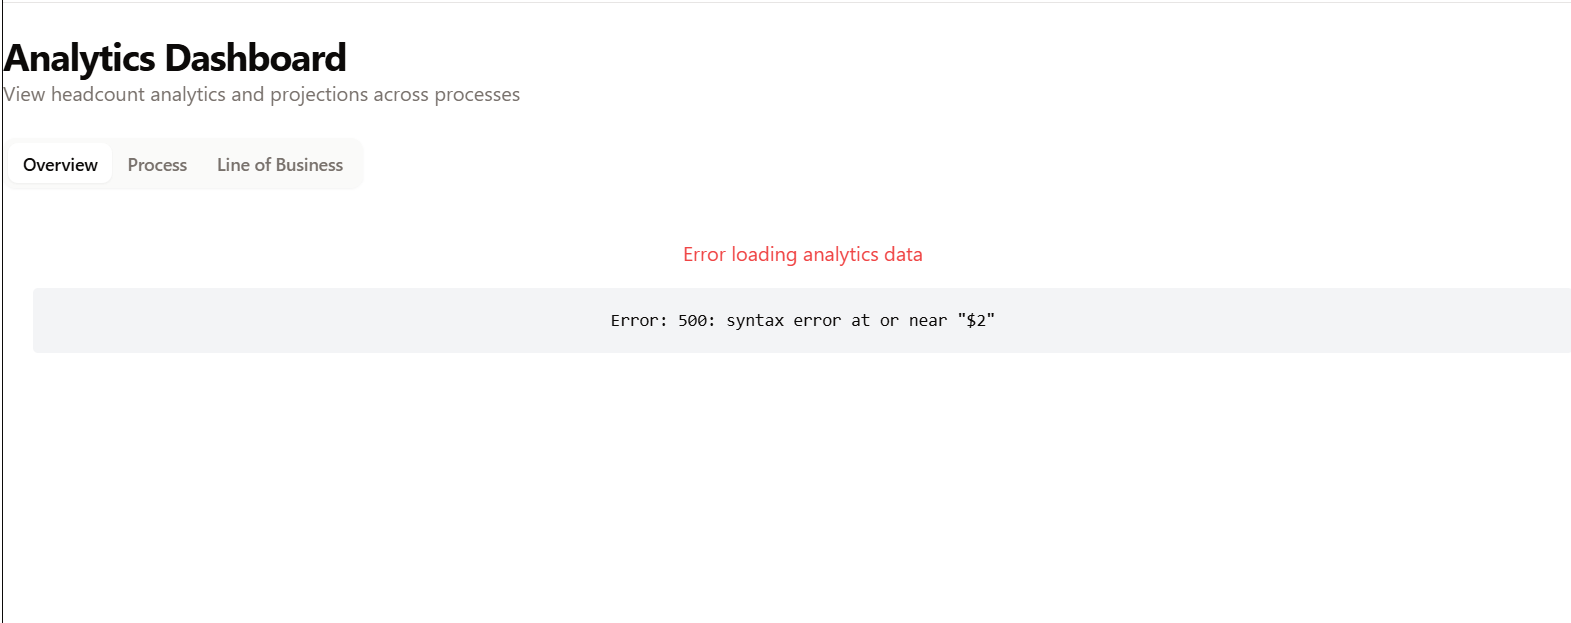 Analytics Dashboard
View headcount analytics and projections across processes
Overview Process Line of Business
Error loading analytics data
Error: 500: syntax error at or near "$2"